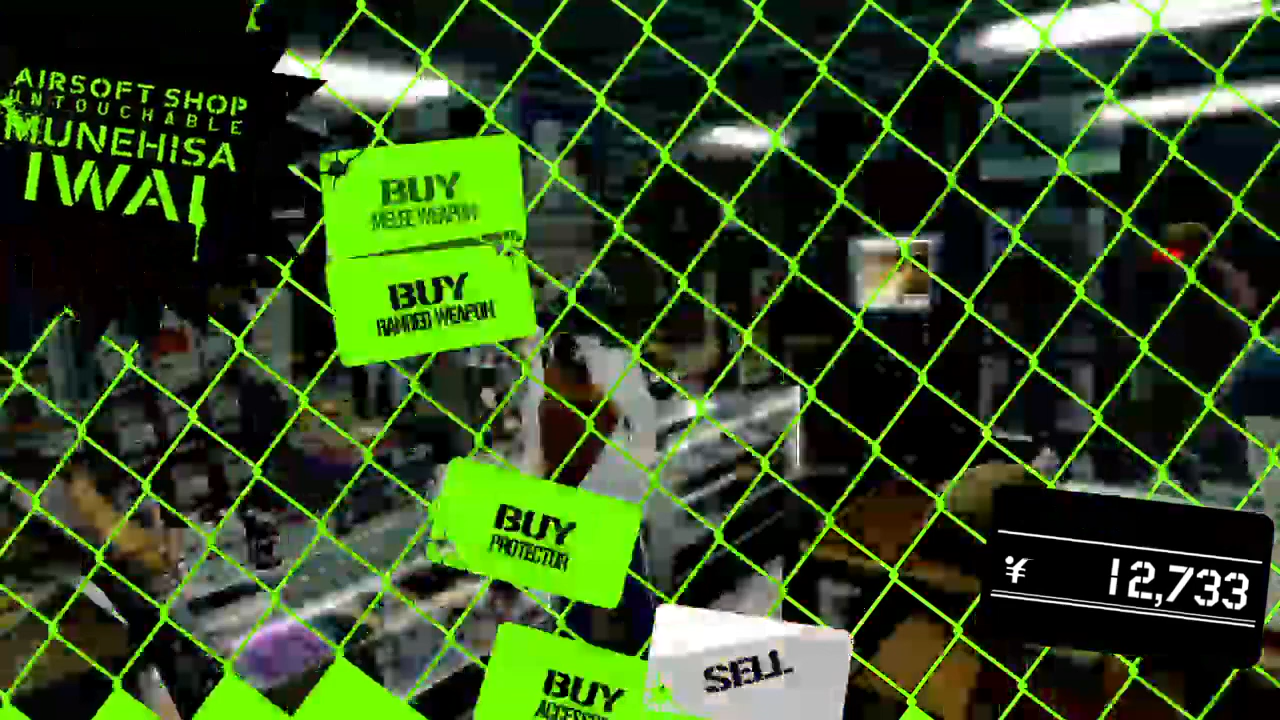 AIRSOFT SHOP
UNTOUCHABLE
MUNEHISA
IWAI
BUY
MELEE WEAPON
BUY
RANGED WEAPON
BUY
PROTECTOR
BUY
SELL
¥ 12,733